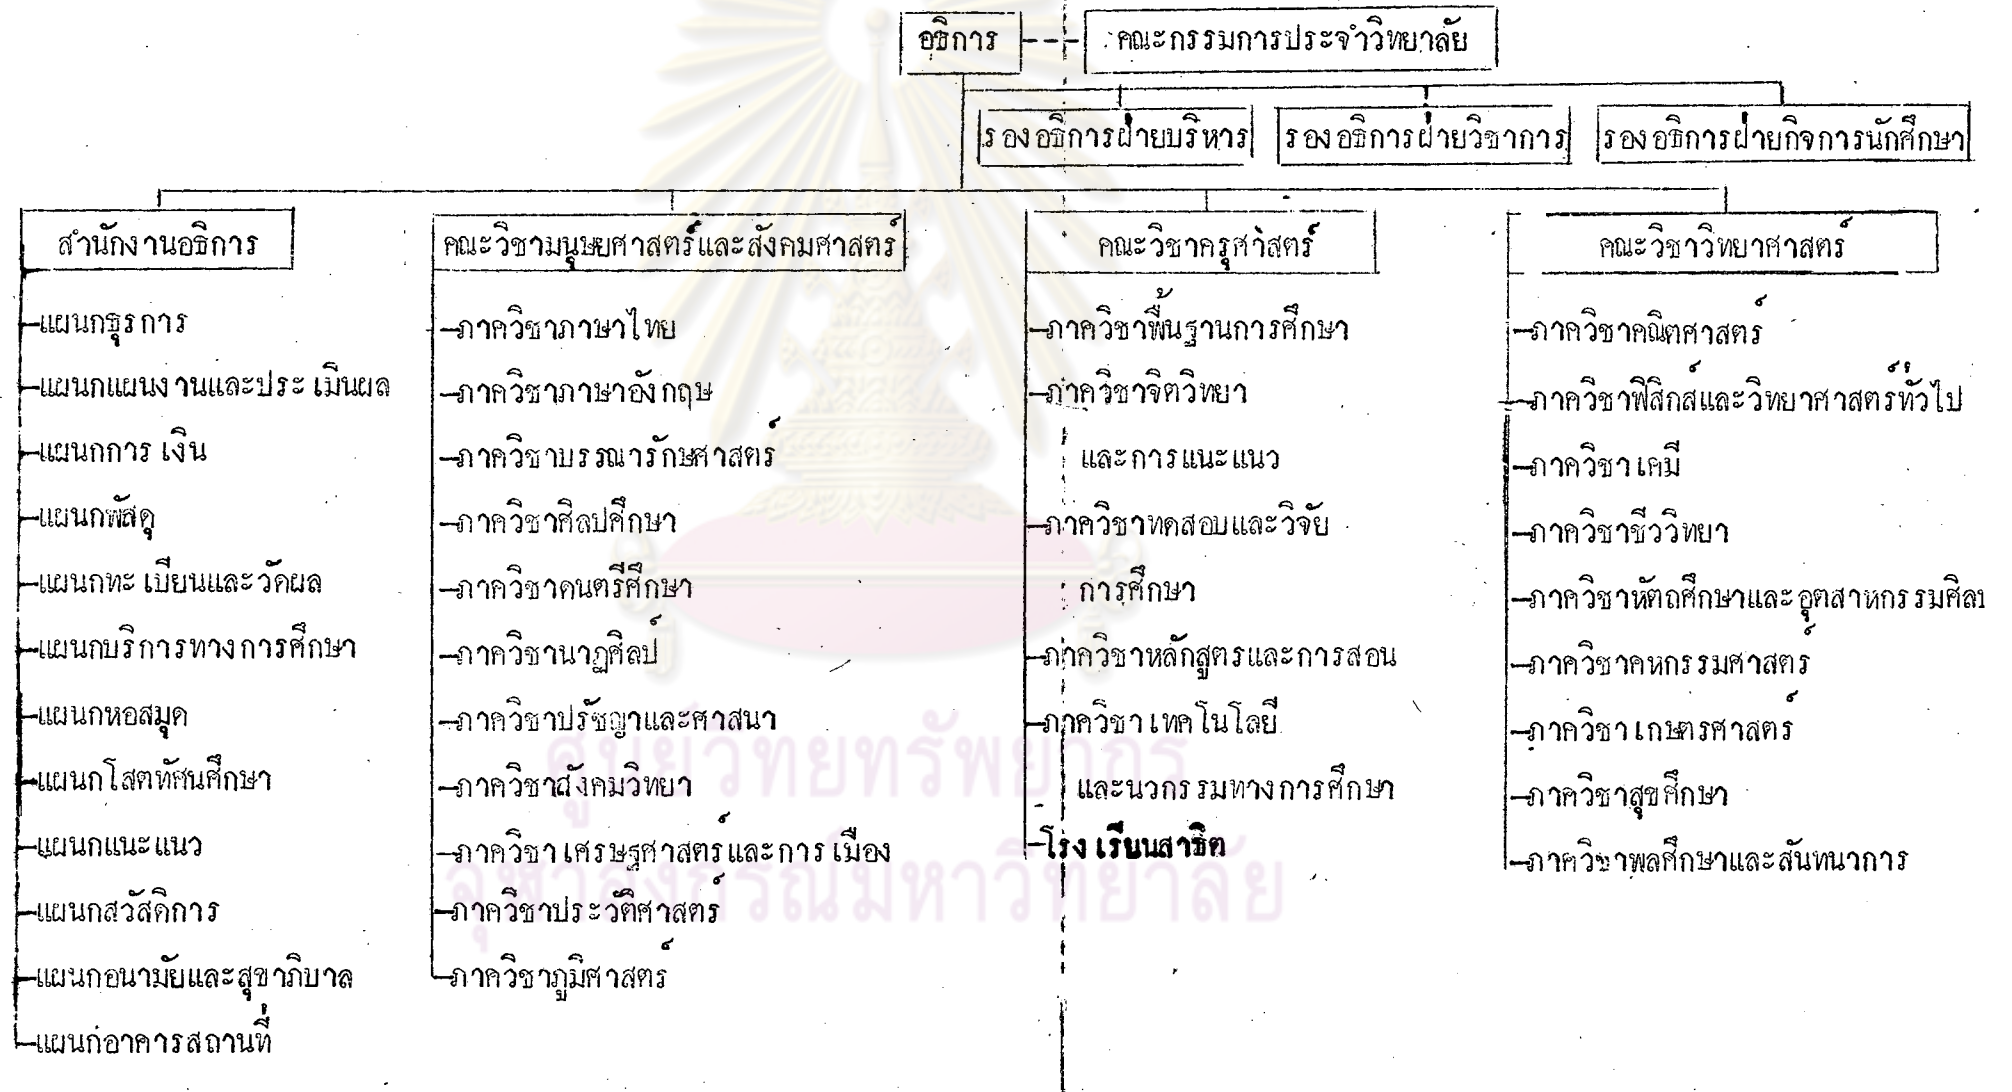 อธิการ
คณะกรรมการประจำวิทยาลัย
รองอธิการฝ่ายบริหาร
รองอธิการฝ่ายวิชาการ
รองอธิการฝ่ายกิจการนักศึกษา
สำนักงานอธิการ
แผนกธุรการ
แผนกแผนงานและประเมินผล
แผนกการเงิน
แผนกพัสดุ
แผนกทะเบียนและวัดผล
แผนกบริการทางการศึกษา
แผนกหอสมุด
แผนกโสตทัศนศึกษา
แผนกแนะแนว
แผนกสวัสดิการ
แผนกอนามัยและสุขาภิบาล
แผนกอาคารสถานที่
คณะวิชามนุษยศาสตร์และสังคมศาสตร์
ภาควิชาภาษาไทย
ภาควิชาภาษาอังกฤษ
ภาควิชาบรรณารักษศาสตร์
ภาควิชาศิลปศึกษา
ภาควิชาดนตรีศึกษา
ภาควิชานาฏศิลป์
ภาควิชาปรัชญาและศาสนา
ภาควิชาสังคมวิทยา
ภาควิชาเศรษฐศาสตร์และการเมือง
ภาควิชาประวัติศาสตร์
ภาควิชาภูมิศาสตร์
คณะวิชาครุศาสตร์
ภาควิชาพื้นฐานการศึกษา
ภาควิชาจิตวิทยา
และการแนะแนว
ภาควิชาทดสอบและวิจัย
การศึกษา
ภาควิชาหลักสูตรและการสอน
ภาควิชาเทคโนโลยี
และนวกรรมทางการศึกษา
โรงเรียนสาธิต
คณะวิชาวิทยาศาสตร์
ภาควิชาคณิตศาสตร์
ภาควิชาฟิสิกส์และวิทยาศาสตร์ทั่วไป
ภาควิชาเคมี
ภาควิชาชีววิทยา
ภาควิชาหัตถศึกษาและอุตสาหกรรมศิลป
ภาควิชาคหกรรมศาสตร์
ภาควิชาเกษตรศาสตร์
ภาควิชาสุขศึกษา
ภาควิชาพลศึกษาและสันทนาการ
ศูนย์วิทยทรัพยากร
จุฬาลงกรณ์มหาวิทยาลัย